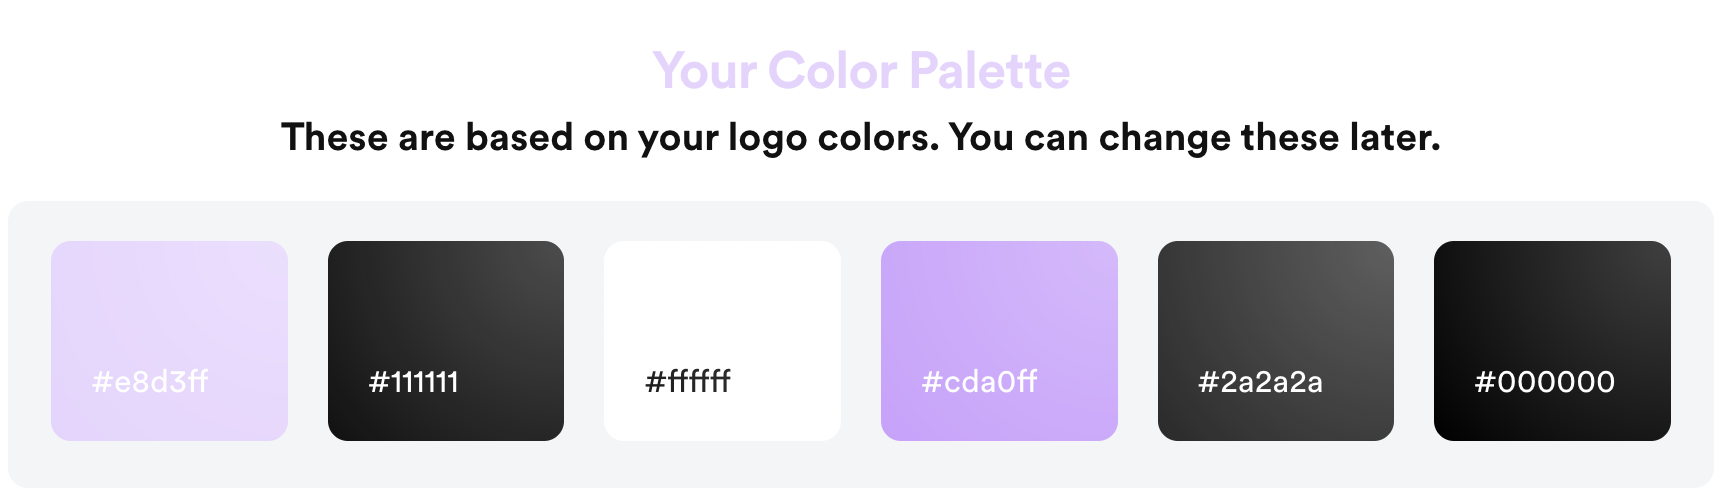 Your Color Palette
These are based on your logo colors. You can change these later.
#e8d3ff
#111111
#ffffff
#cda0ff
#2a2a2a
#000000